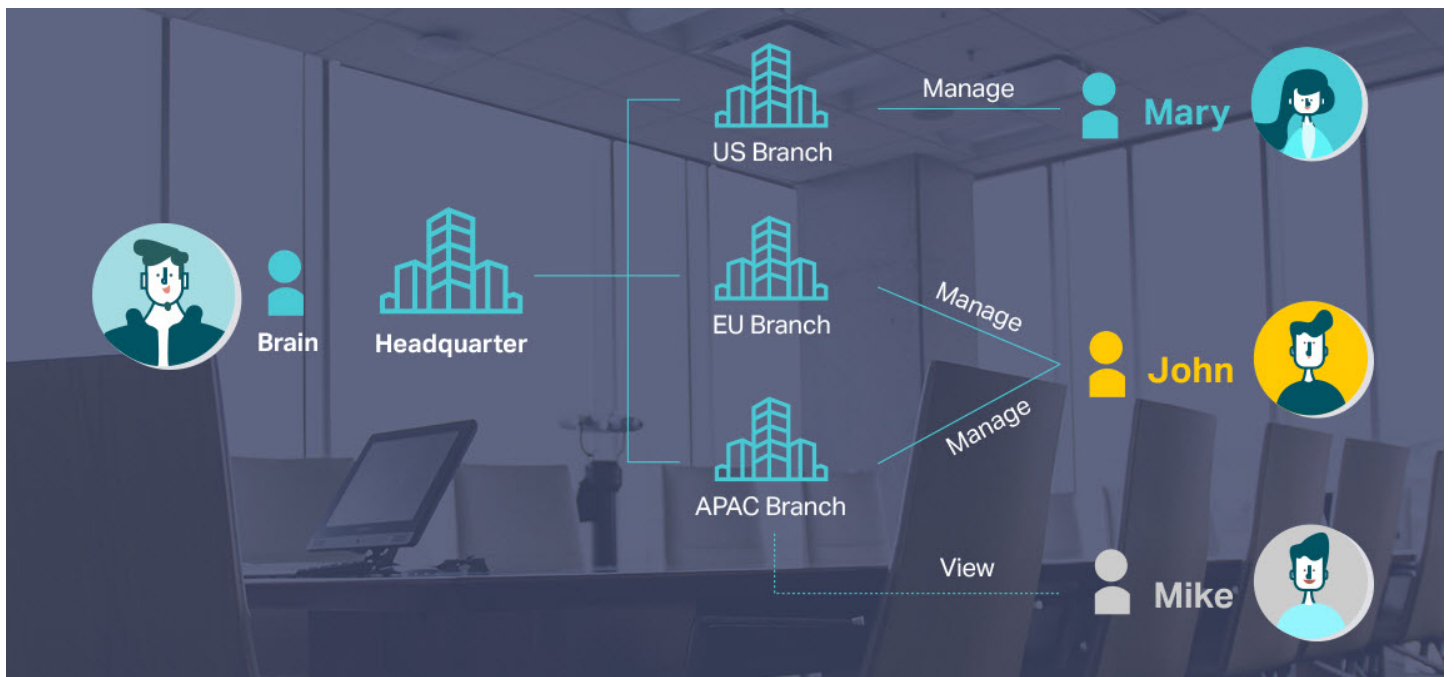 Manage
Mary
US Branch
Brain
Headquarter
EU Branch
Manage
John
Manage
APAC Branch
View
Mike